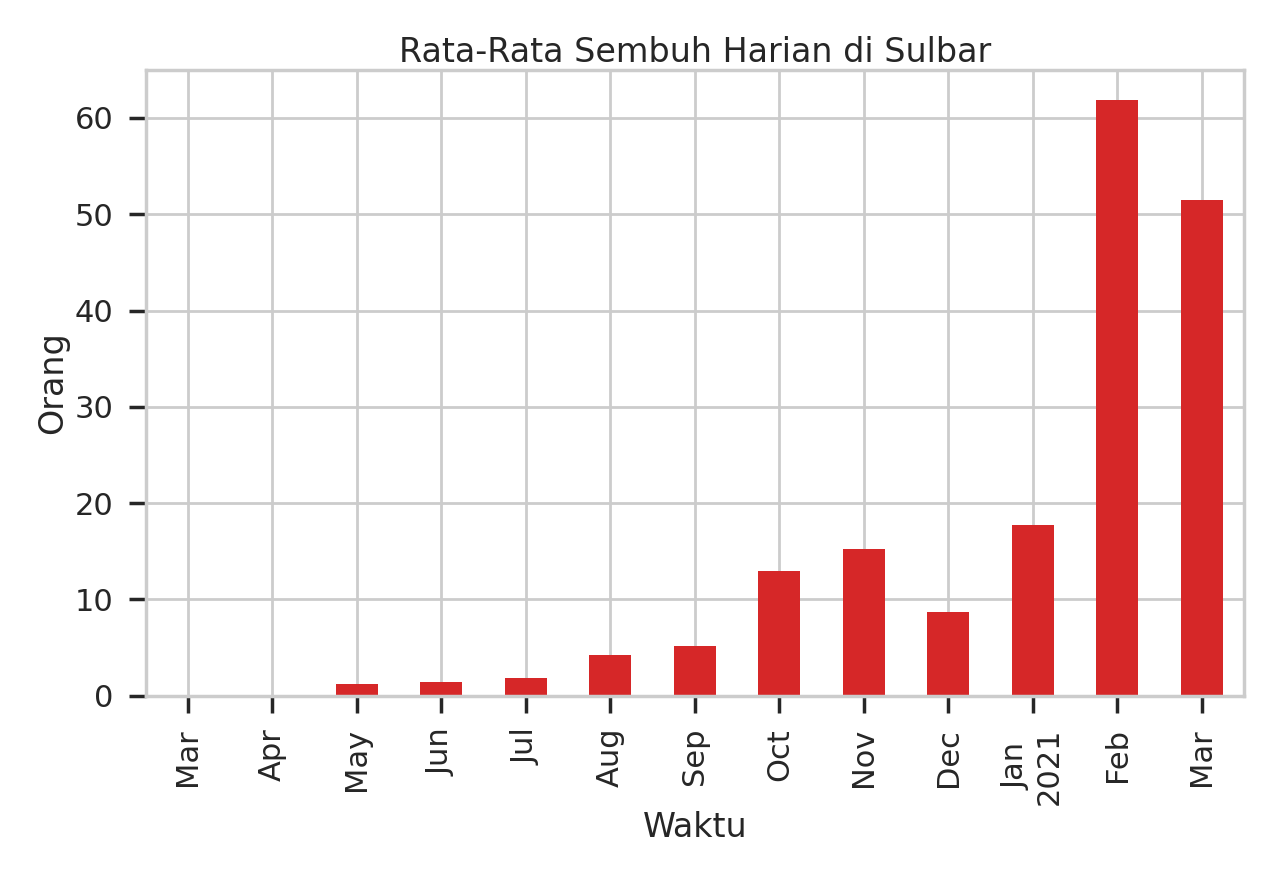 Rata-Rata Sembuh Harian di Sulbar
60
50
40
30
20
10
0
Orang
Mar
Apr
May
Jun
Jul
Aug
Sep
Oct
Nov
Dec
Jan
2021
Feb
Mar
Waktu